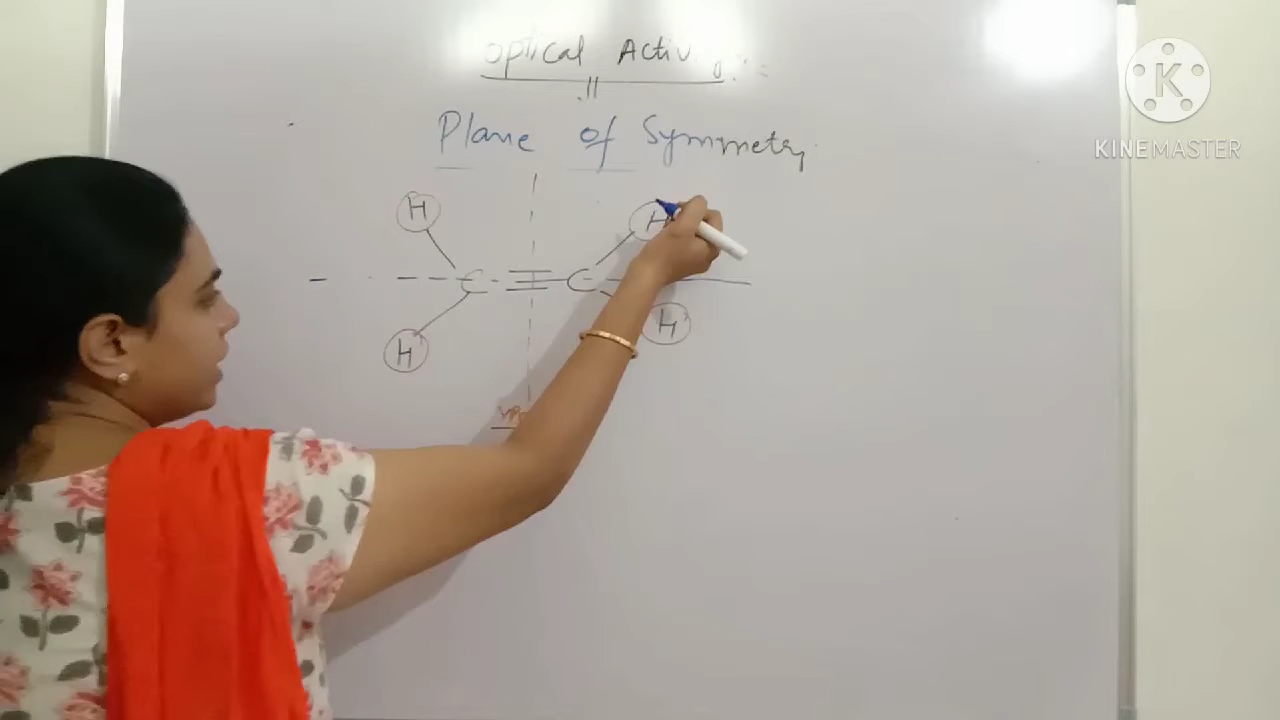 Optical Activ
Plane of Symmetry
H H
C = C
H H
K
KINEMASTER